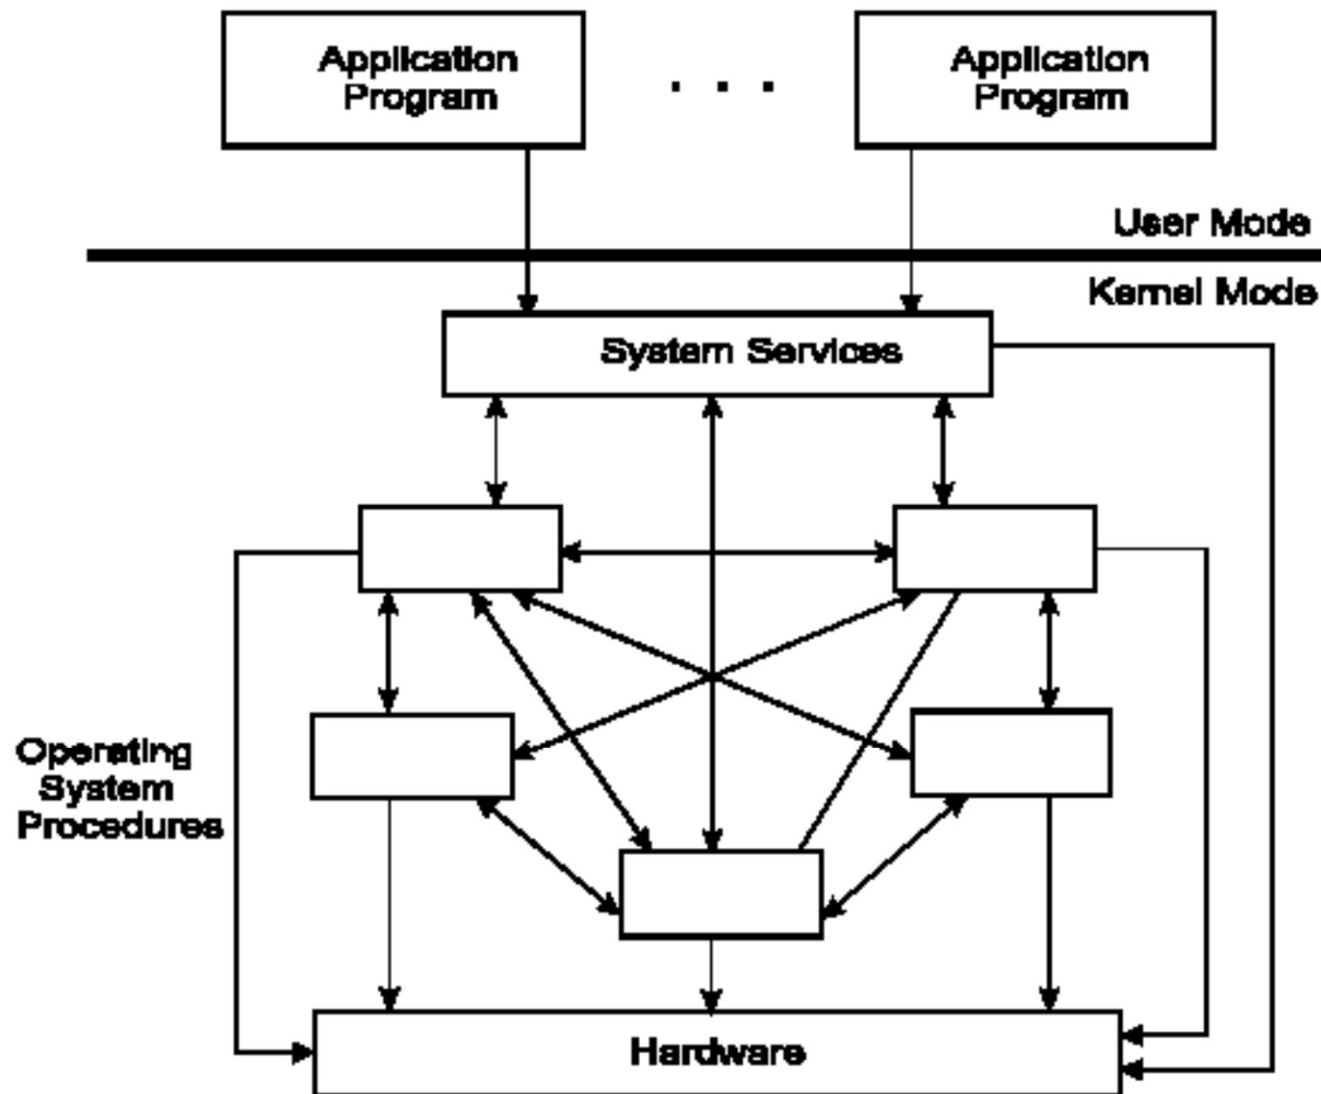 Application
Program
. . .
Application
Program
User Mode
Kernel Mode
System Services
Operating
System
Procedures
Hardware